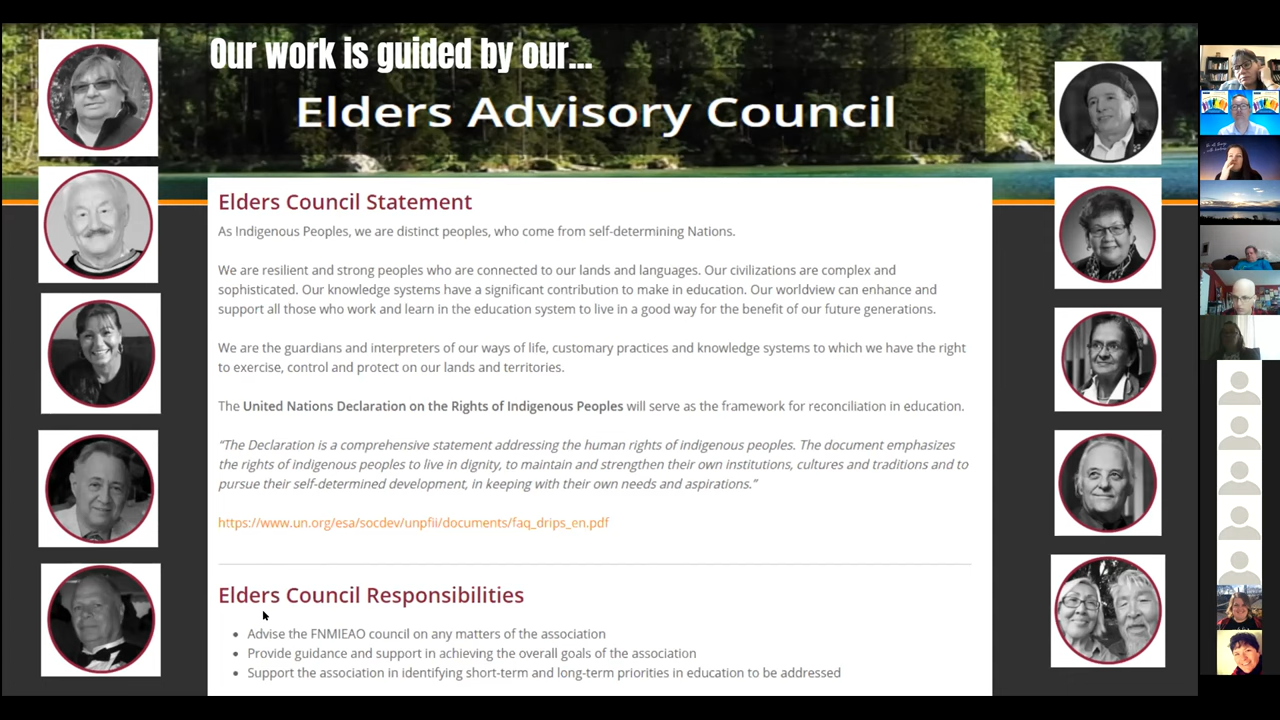 Our work is guided by our...
Elders Advisory Council
Elders Council Statement
As Indigenous Peoples, we are distinct peoples, who come from self-determining Nations.
We are resilient and strong peoples who are connected to our lands and languages. Our civilizations are complex and
sophisticated. Our knowledge systems have a significant contribution to make in education. Our worldview can enhance and
support all those who work and learn in the education system to live in a good way for the benefit of our future generations.
We are the guardians and interpreters of our ways of life, customary practices and knowledge systems to which we have the right
to exercise, control and protect on our lands and territories.
The United Nations Declaration on the Rights of Indigenous Peoples will serve as the framework for reconciliation in education.
“The Declaration is a comprehensive statement addressing the human rights of indigenous peoples. The document emphasizes
the rights of indigenous peoples to live in dignity, to maintain and strengthen their own institutions, cultures and traditions and to
pursue their self-determined development, in keeping with their own needs and aspirations.”
https://www.un.org/esa/socdev/unpfii/documents/faq_drips_en.pdf
Elders Council Responsibilities
• Advise the FNMIEAO council on any matters of the association
• Provide guidance and support in achieving the overall goals of the association
• Support the association in identifying short-term and long-term priorities in education to be addressed